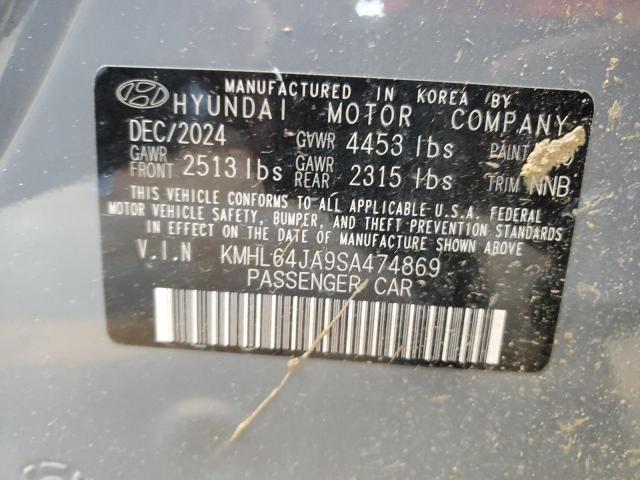 MANUFACTURED IN KOREA BY
HYUNDAI MOTOR COMPANY
DEC/2024 GVWR 4453 lbs PAINT
GAWR FRONT 2513 lbs GAWR REAR 2315 lbs TRIM NNB
THIS VEHICLE CONFORMS TO ALL APPLICABLE U.S.A. FEDERAL
MOTOR VEHICLE SAFETY, BUMPER, AND THEFT PREVENTION STANDARDS
IN EFFECT ON THE DATE OF MANUFACTURE SHOWN ABOVE.
V.I.N KMHL64JA9SA474869
PASSENGER CAR